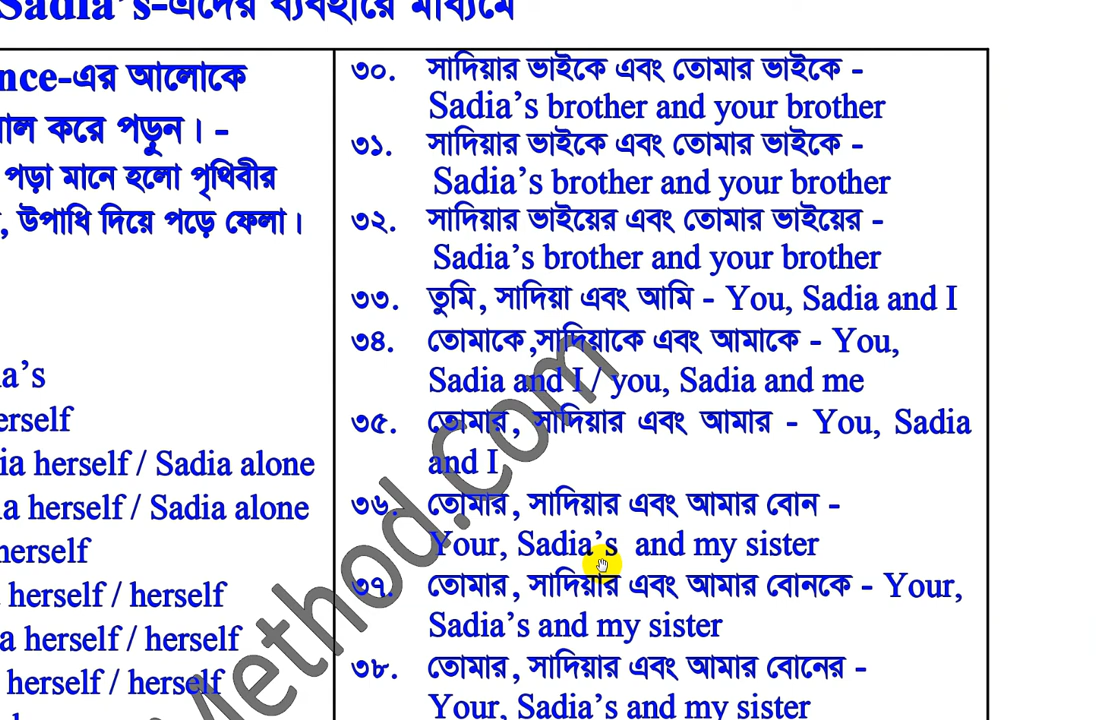 Sadia’s-এদের ব্যবহারে মাধ্যমে
nce-এর আলোকে
াল করে পড়ুন। -
পড়া মানে হলো পৃথিবীর
, উপাধি দিয়ে পড়ে ফেলা।
a’s
erself
ia herself / Sadia alone
a herself / Sadia alone
herself
herself / herself
a herself / herself
herself / herself
৩০. সাদিয়ার ভাইকে এবং তোমার ভাইকে -
Sadia’s brother and your brother
৩১. সাদিয়ার ভাইকে এবং তোমার ভাইকে -
Sadia’s brother and your brother
৩২. সাদিয়ার ভাইয়ের এবং তোমার ভাইয়ের -
Sadia’s brother and your brother
৩৩. তুমি, সাদিয়া এবং আমি - You, Sadia and I
৩৪. তোমাকে,সাদিয়াকে এবং আমাকে - You,
Sadia and I / you, Sadia and me
৩৫. তোমার, সাদিয়ার এবং আমার - You, Sadia
and I
৩৬. তোমার, সাদিয়ার এবং আমার বোন -
Your, Sadia’s and my sister
৩৭. তোমার, সাদিয়ার এবং আমার বোনকে - Your,
Sadia’s and my sister
৩৮. তোমার, সাদিয়ার এবং আমার বোনের -
Your, Sadia’s and my sister
Method.com